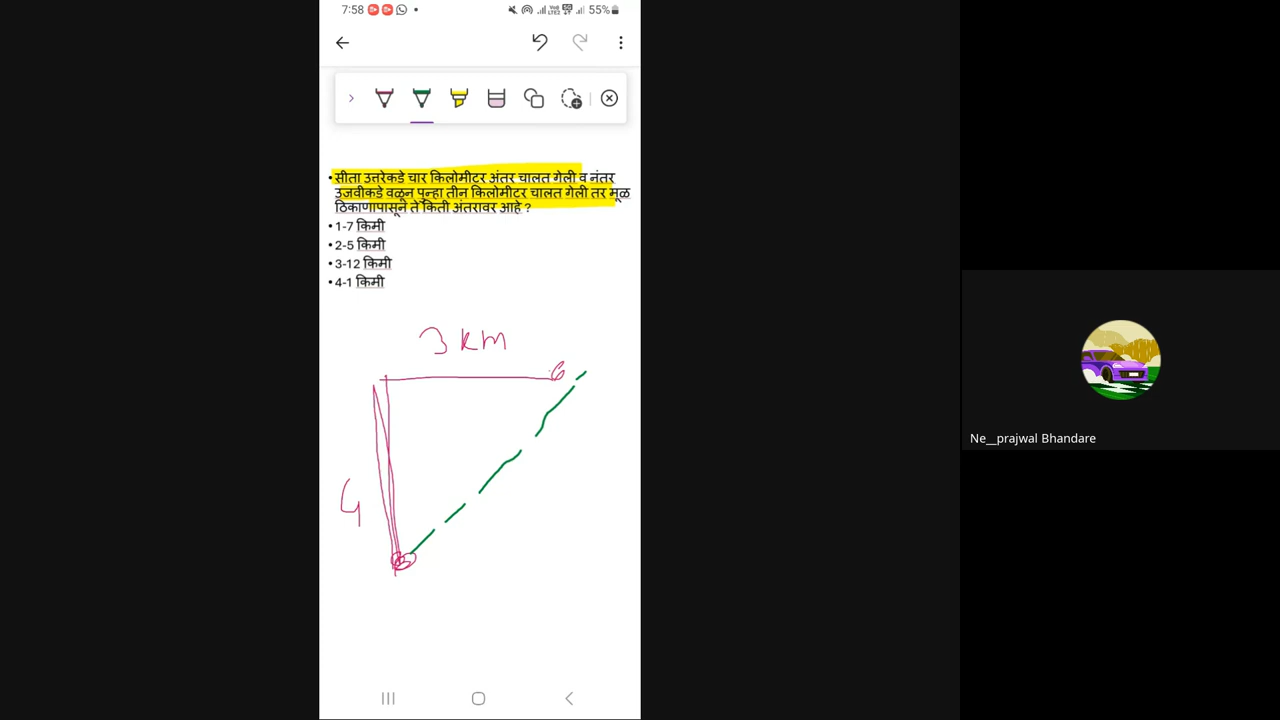 7:58
55%
• सीता उत्तरेकडे चार किलोमीटर अंतर चालत गेली व नंतर
उजवीकडे वळून पुन्हा तीन किलोमीटर चालत गेली तर मूळ
ठिकाणापासून ते किती अंतरावर आहे ?
• 1-7 किमी
• 2-5 किमी
• 3-12 किमी
• 4-1 किमी
3 km
4
Ne__prajwal Bhandare